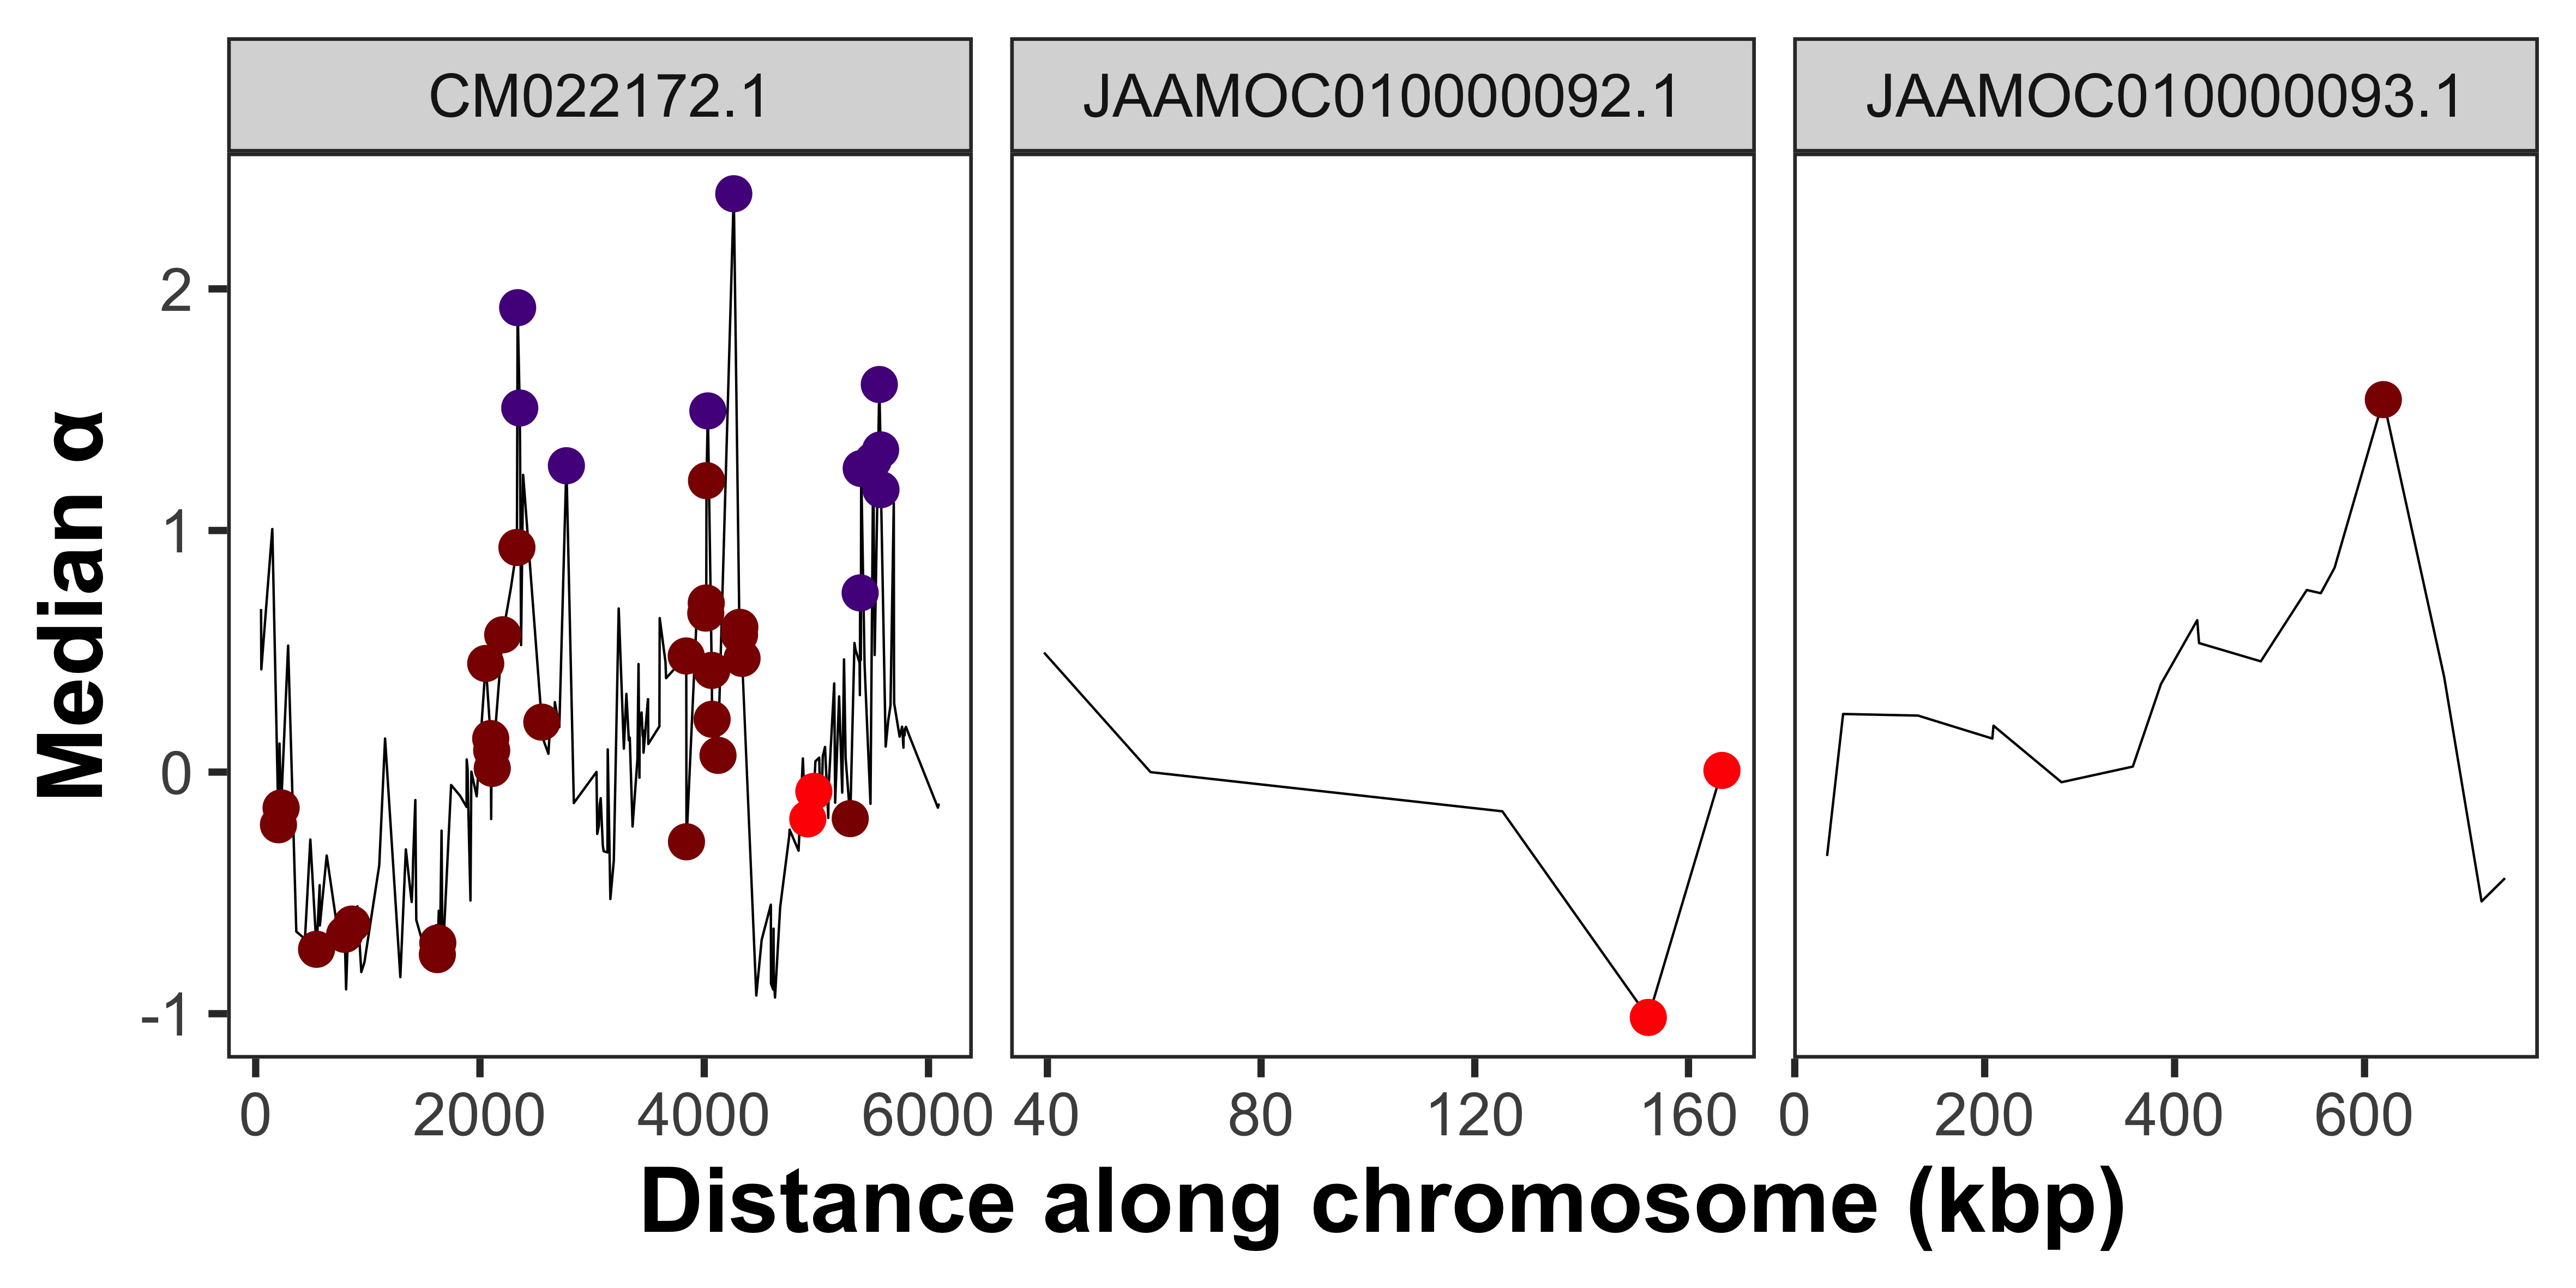 CM022172.1 JAAMOC010000092.1 JAAMOC010000093.1
Median α
2
1
0
-1
0 2000 4000 6000 40 80 120 160 0 200 400 600
Distance along chromosome (kbp)